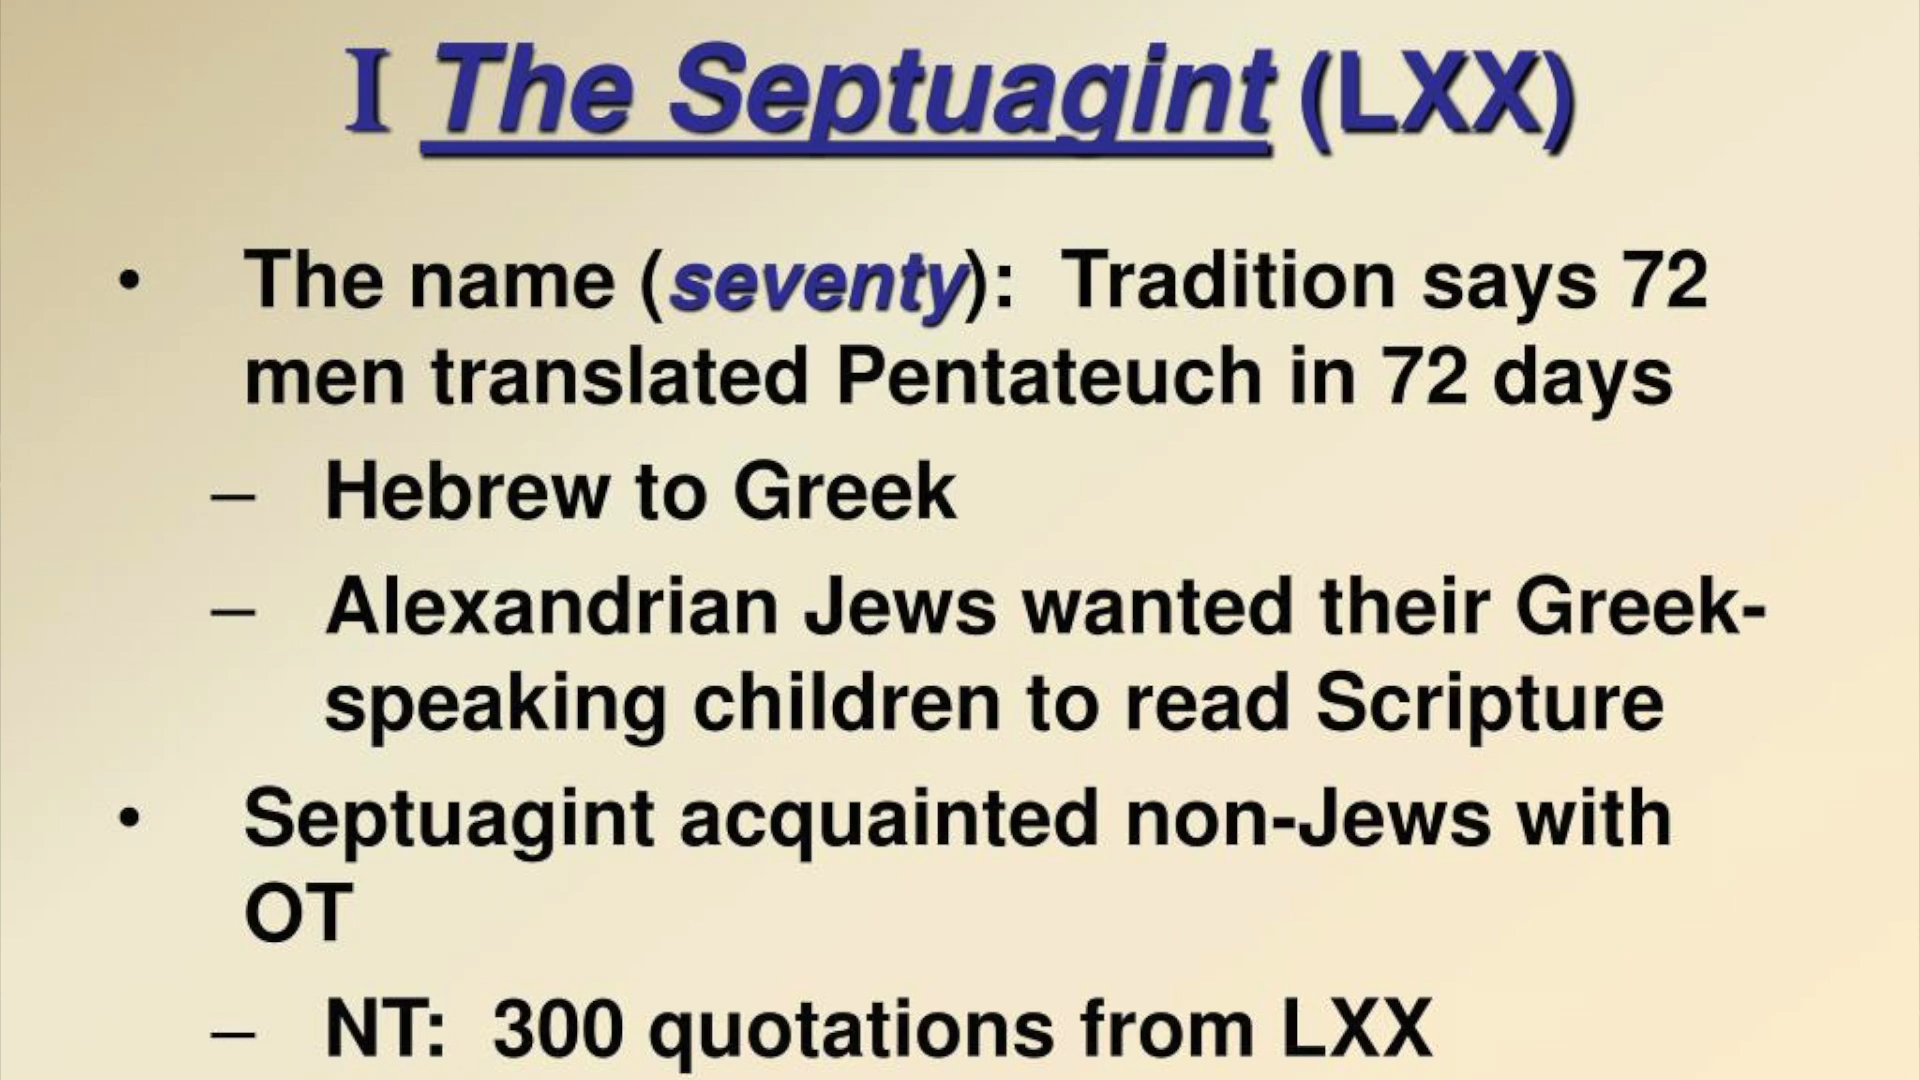 I The Septuagint (LXX)
• The name (seventy): Tradition says 72
men translated Pentateuch in 72 days
– Hebrew to Greek
– Alexandrian Jews wanted their Greek-
speaking children to read Scripture
• Septuagint acquainted non-Jews with
OT
– NT: 300 quotations from LXX